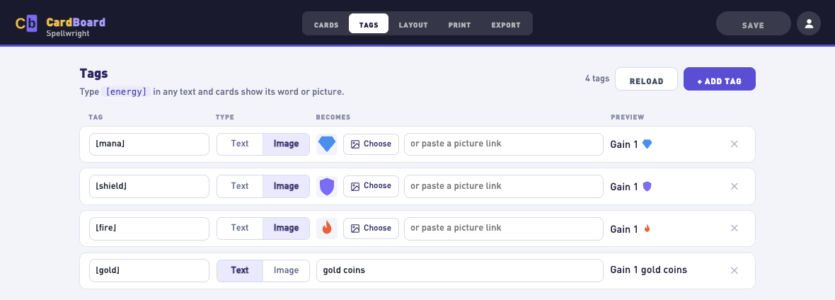 Cb CardBoard
Spellwright
CARDS TAGS LAYOUT PRINT EXPORT
SAVE
Tags
Type [energy] in any text and cards show its word or picture.
4 tags RELOAD + ADD TAG
TAG TYPE BECOMES PREVIEW
[mana] Text Image Choose or paste a picture link Gain 1 ×
[shield] Text Image Choose or paste a picture link Gain 1 ×
[fire] Text Image Choose or paste a picture link Gain 1 ×
[gold] Text Image gold coins Gain 1 gold coins ×